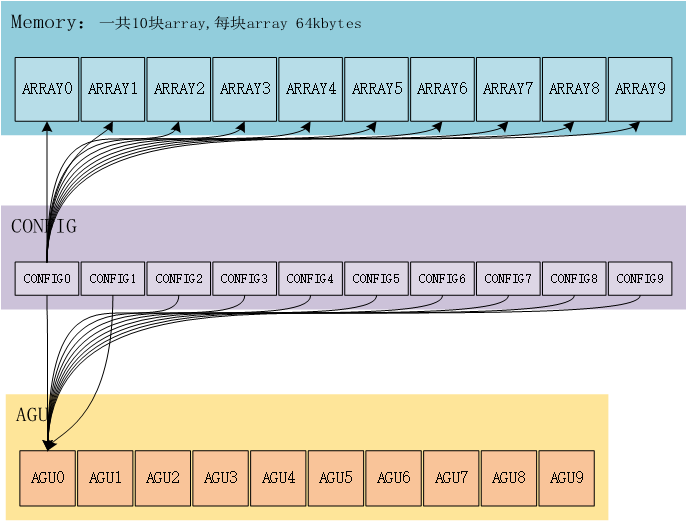 Memory: 一共10块array,每块array 64kbytes
ARRAY0 ARRAY1 ARRAY2 ARRAY3 ARRAY4 ARRAY5 ARRAY6 ARRAY7 ARRAY8 ARRAY9
CONFIG
CONFIG0 CONFIG1 CONFIG2 CONFIG3 CONFIG4 CONFIG5 CONFIG6 CONFIG7 CONFIG8 CONFIG9
AGU
AGU0 AGU1 AGU2 AGU3 AGU4 AGU5 AGU6 AGU7 AGU8 AGU9